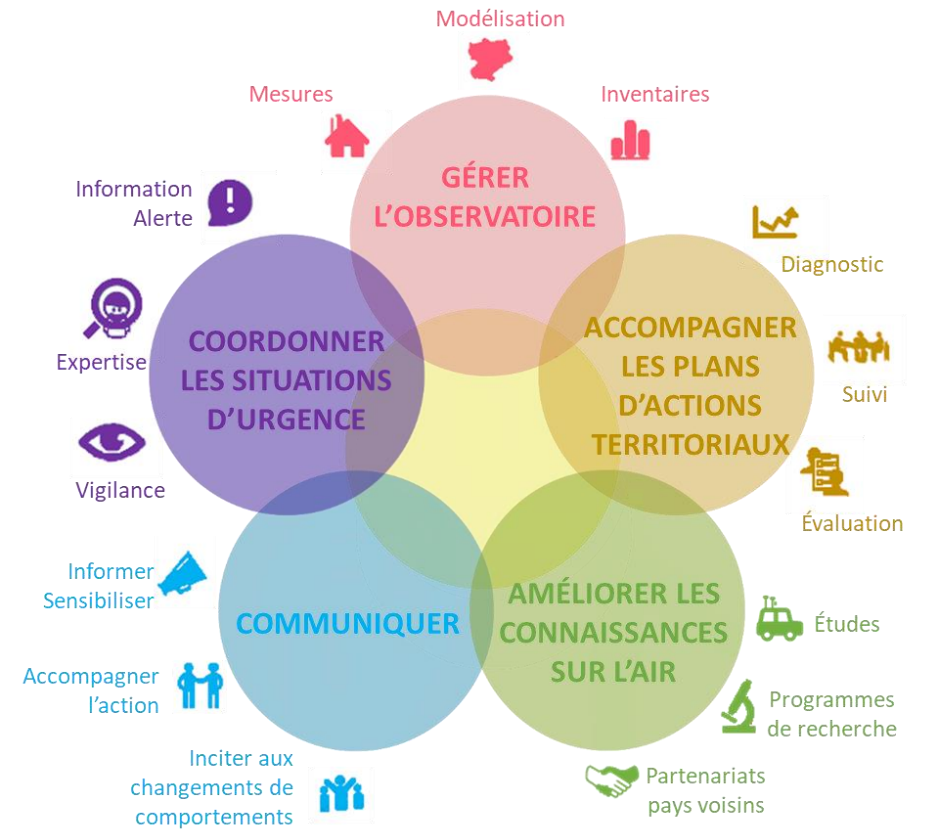 Modélisation
Mesures
Inventaires
GÉRER
L'OBSERVATOIRE
Information
Alerte
Expertise
Vigilance
COORDONNER
LES SITUATIONS
D'URGENCE
Diagnostic
Suivi
Évaluation
ACCOMPAGNER
LES PLANS
D'ACTIONS
TERRITORIAUX
Informer
Sensibiliser
Accompagner
l'action
Inciter aux
changements de
comportements
COMMUNIQUER
AMÉLIORER LES
CONNAISSANCES
SUR L'AIR
Études
Programmes
de recherche
Partenariats
pays voisins